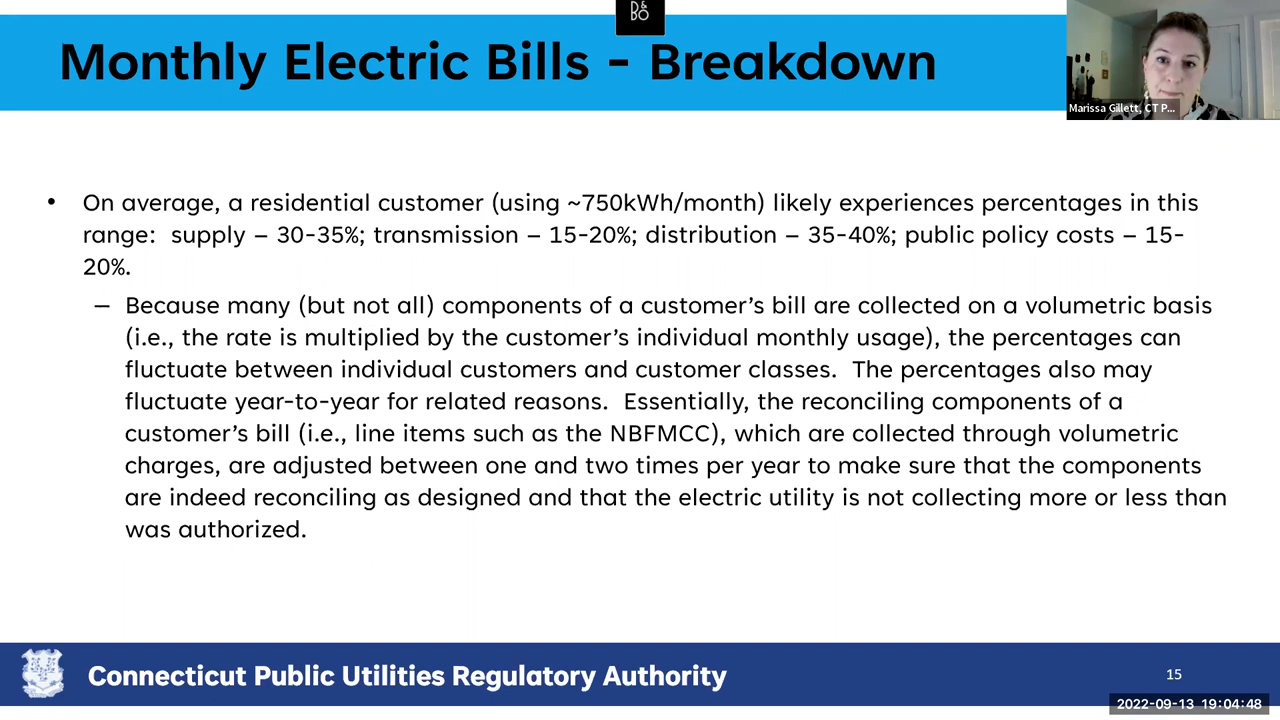 D&
BO
Monthly Electric Bills - Breakdown
Marissa Gillett, CT P...
• On average, a residential customer (using ~750kWh/month) likely experiences percentages in this
range:  supply – 30-35%; transmission – 15-20%; distribution – 35-40%; public policy costs – 15-
20%.
– Because many (but not all) components of a customer's bill are collected on a volumetric basis
(i.e., the rate is multiplied by the customer's individual monthly usage), the percentages can
fluctuate between individual customers and customer classes.  The percentages also may
fluctuate year-to-year for related reasons.  Essentially, the reconciling components of a
customer's bill (i.e., line items such as the NBFMCC), which are collected through volumetric
charges, are adjusted between one and two times per year to make sure that the components
are indeed reconciling as designed and that the electric utility is not collecting more or less than
was authorized.
Connecticut Public Utilities Regulatory Authority
15
2022-09-13 19:04:48